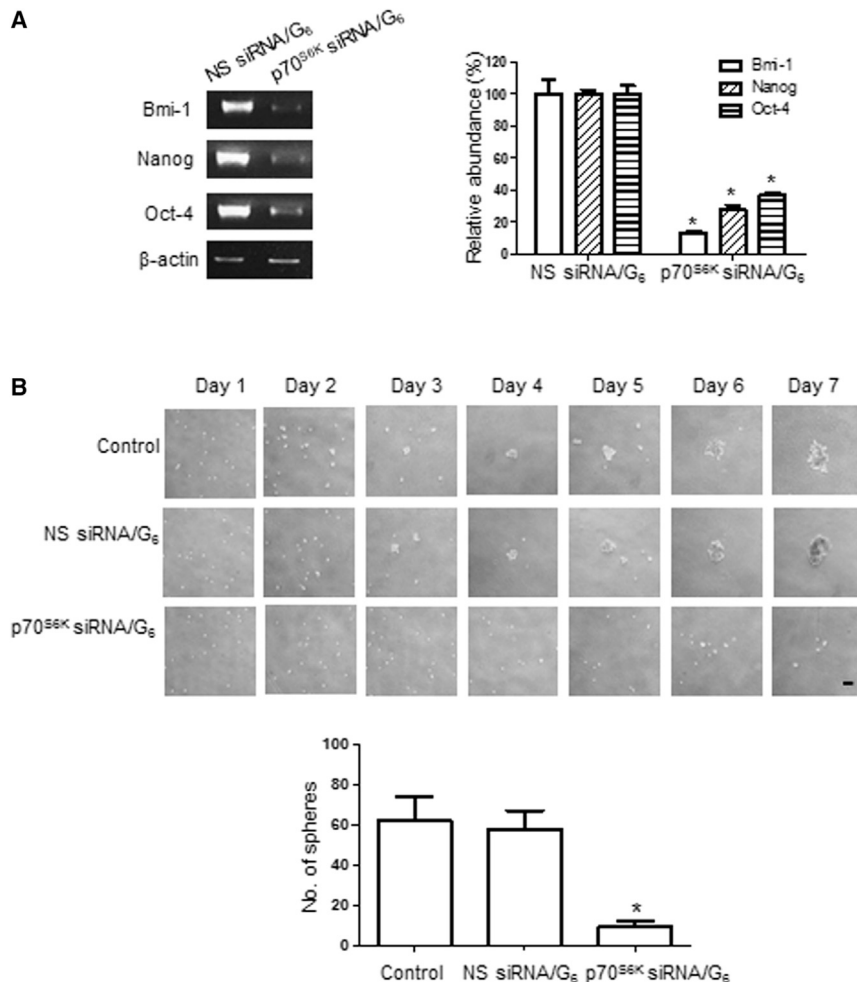 A
NS siRNA/G₆
p70ˢ⁶ᴷ siRNA/G₆
Bmi-1
Nanog
Oct-4
β-actin
Relative abundance (%)
120
100
80
60
40
20
0
Bmi-1
Nanog
Oct-4
* * *
NS siRNA/G₆ p70ˢ⁶ᴷ siRNA/G₆
B
Day 1 Day 2 Day 3 Day 4 Day 5 Day 6 Day 7
Control
NS siRNA/G₆
p70ˢ⁶ᴷ siRNA/G₆
No. of spheres
100
80
60
40
20
0
*
Control NS siRNA/G₆ p70ˢ⁶ᴷ siRNA/G₆